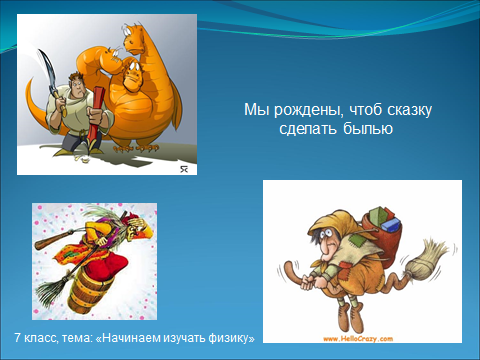 Мы рождены, чтоб сказку
сделать былью
www.HelloCrazy.com
7 класс, тема: «Начинаем изучать физику»